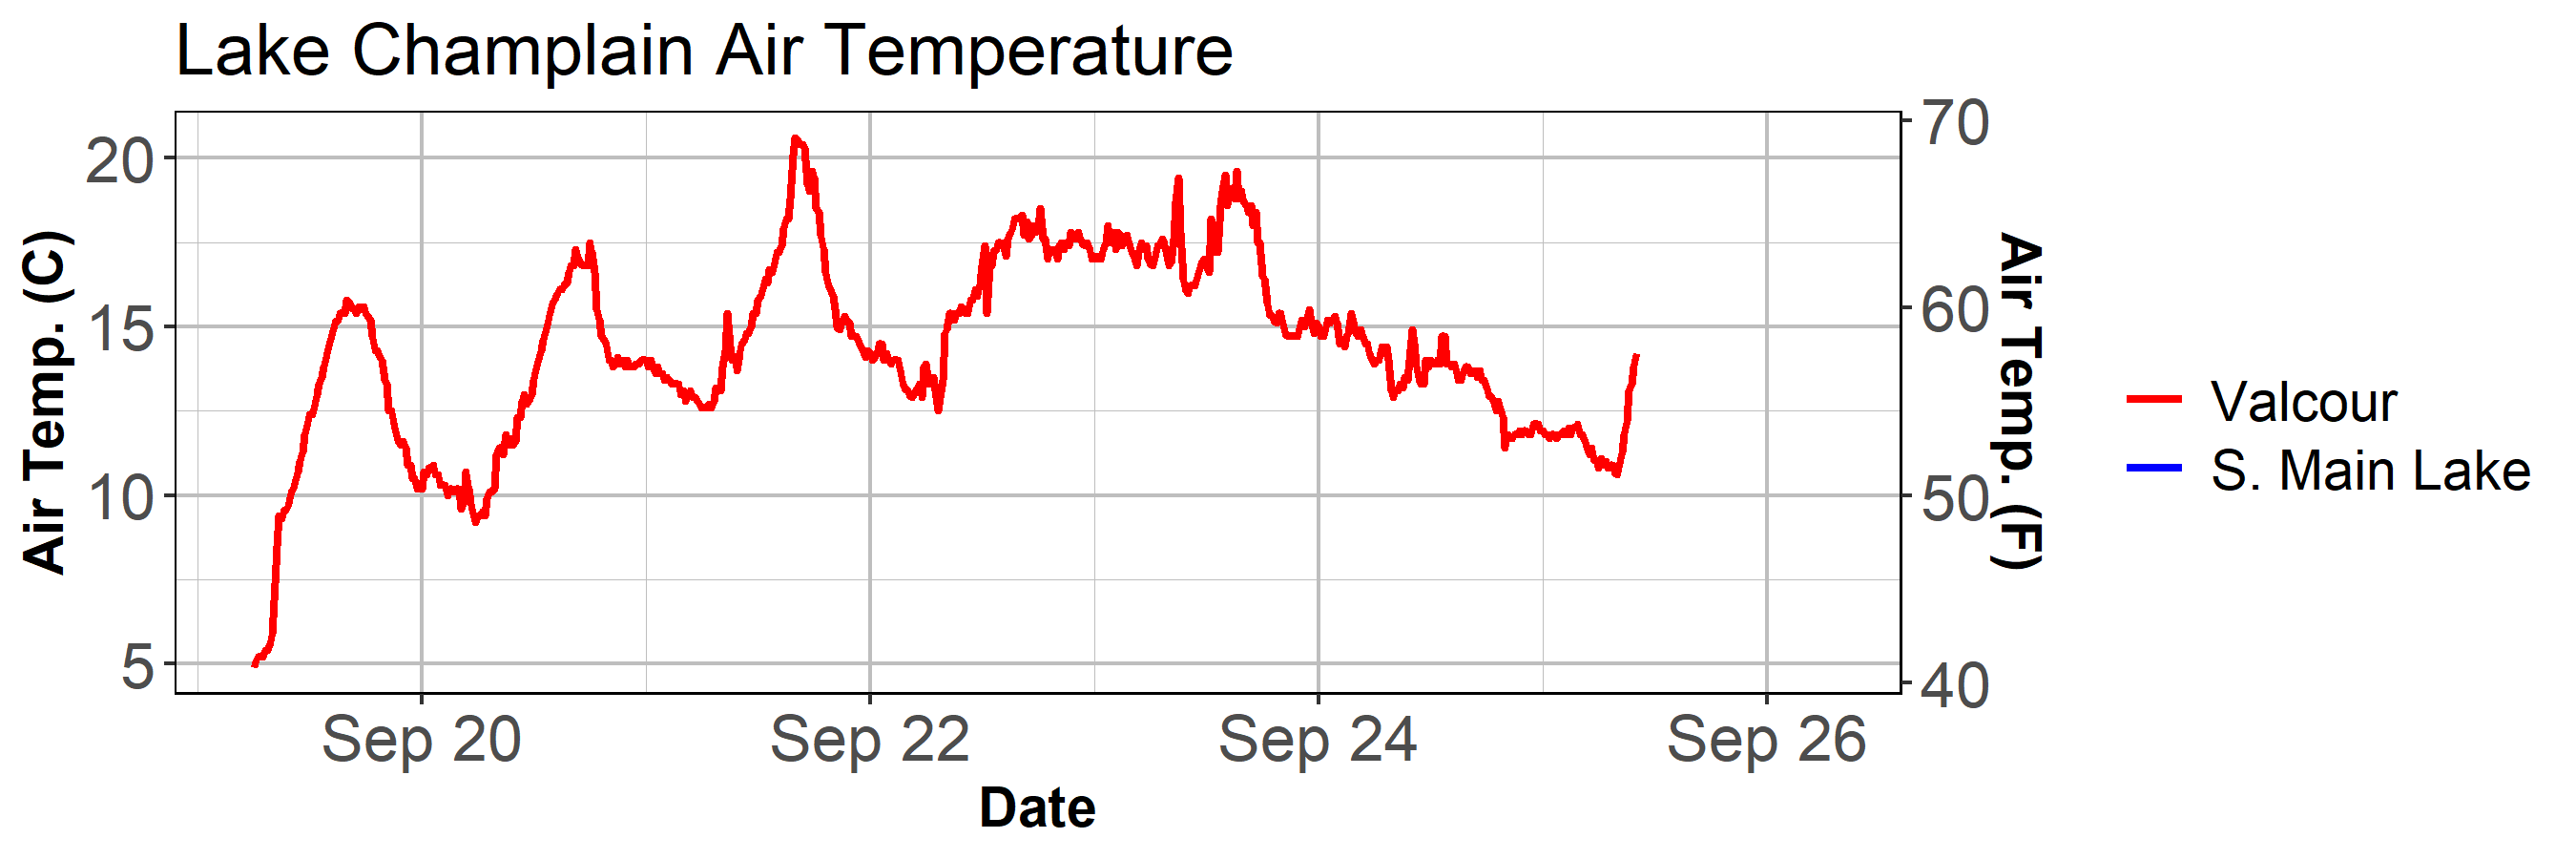 Lake Champlain Air Temperature
Air Temp. (C)
20
15
10
5
70
60
50
40
Air Temp. (F)
Sep 20
Sep 22
Sep 24
Sep 26
Date
Valcour
S. Main Lake